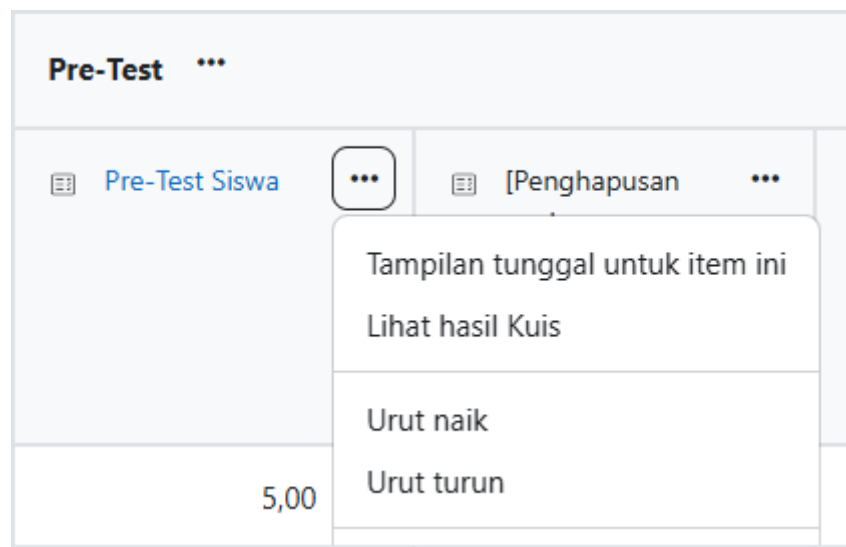 Pre-Test
Pre-Test Siswa
[Penghapusan
Tampilan tunggal untuk item ini
Lihat hasil Kuis
Urut naik
Urut turun
5,00